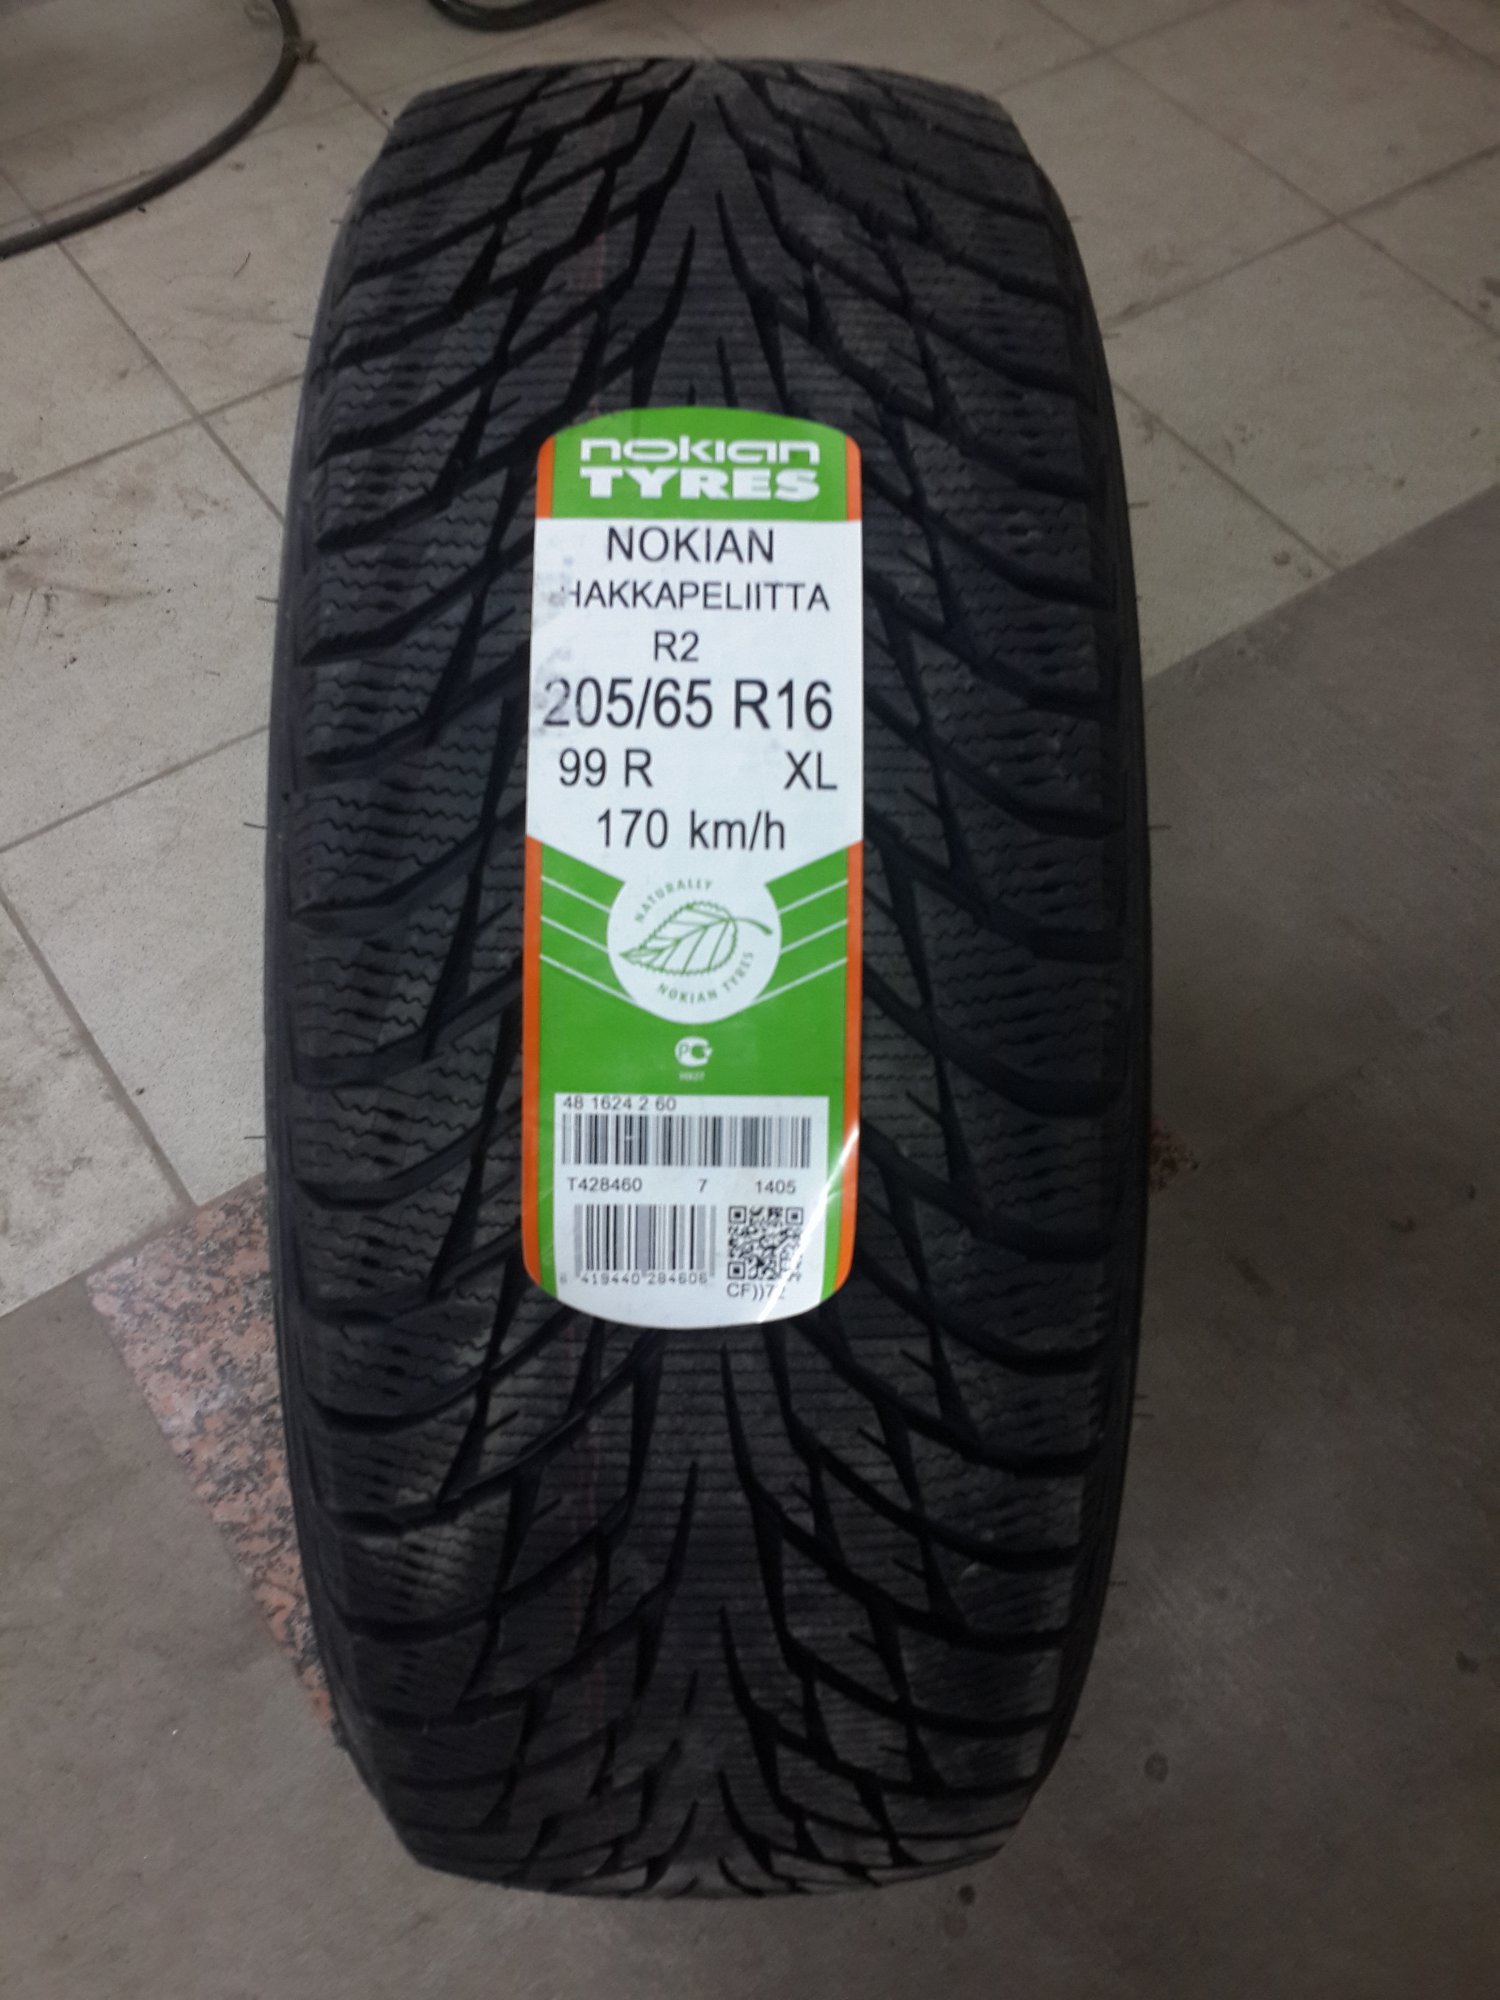 nokian
TYRES
NOKIAN
HAKKAPELIITTA
R2
205/65 R16
99 R XL
170 km/h
NATURALLY
NOKIAN TYRES
48 1624 2 60
T428460 7 1405
6 419440 284606